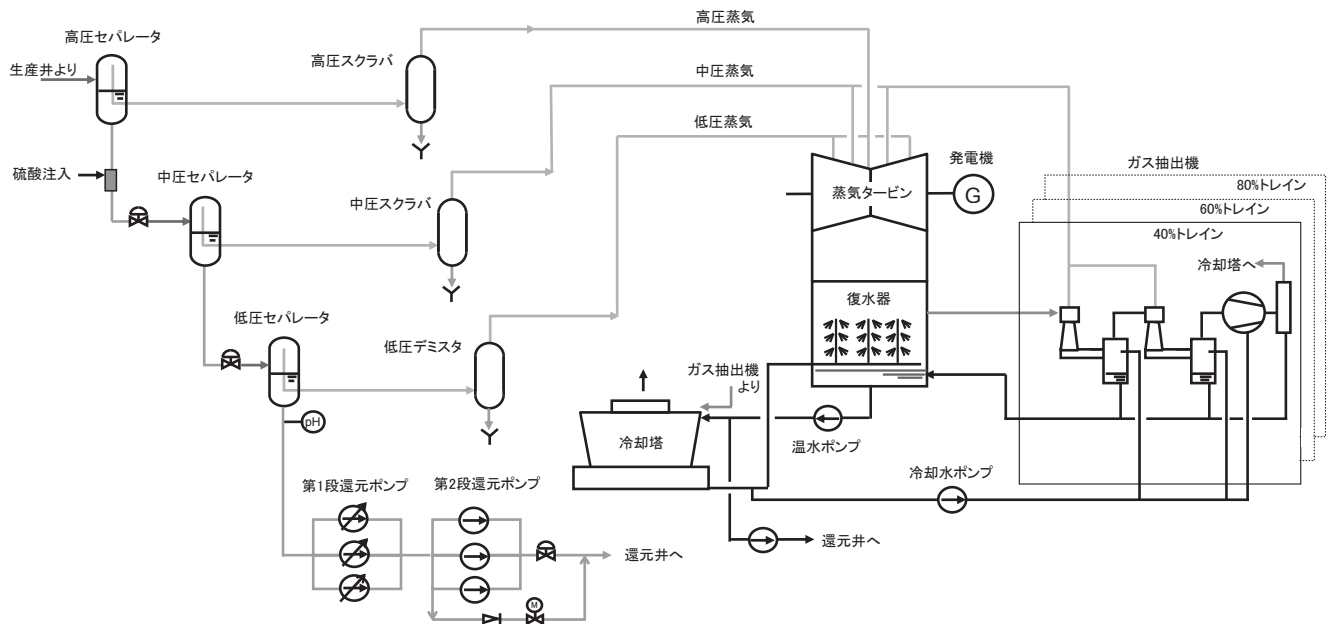 高圧セパレータ
生産井より
高圧スクラバ
高圧蒸気
中圧蒸気
低圧蒸気
硫酸注入
中圧セパレータ
中圧スクラバ
低圧セパレータ
低圧デミスタ
pH
第1段還元ポンプ
第2段還元ポンプ
M
還元井へ
蒸気タービン
発電機
G
復水器
ガス抽出機
より
冷却塔
温水ポンプ
冷却水ポンプ
還元井へ
ガス抽出機
80%トレイン
60%トレイン
40%トレイン
冷却塔へ